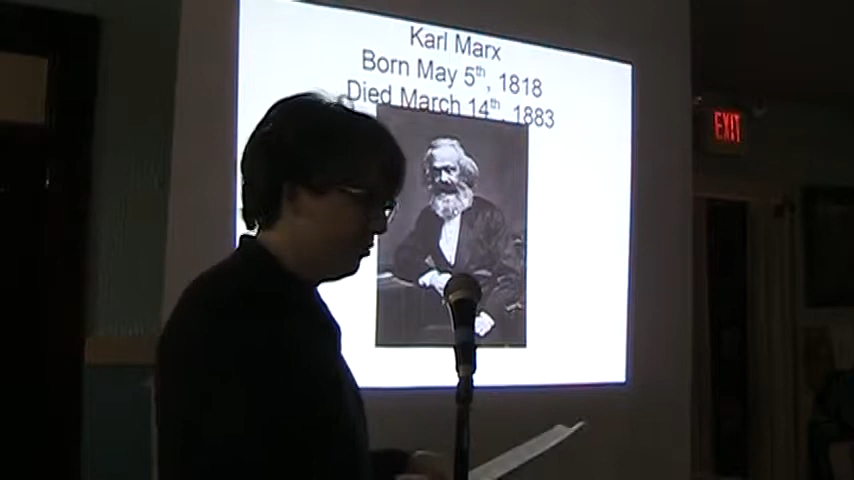 Karl Marx
Born May 5th, 1818
Died March 14th, 1883
EXIT